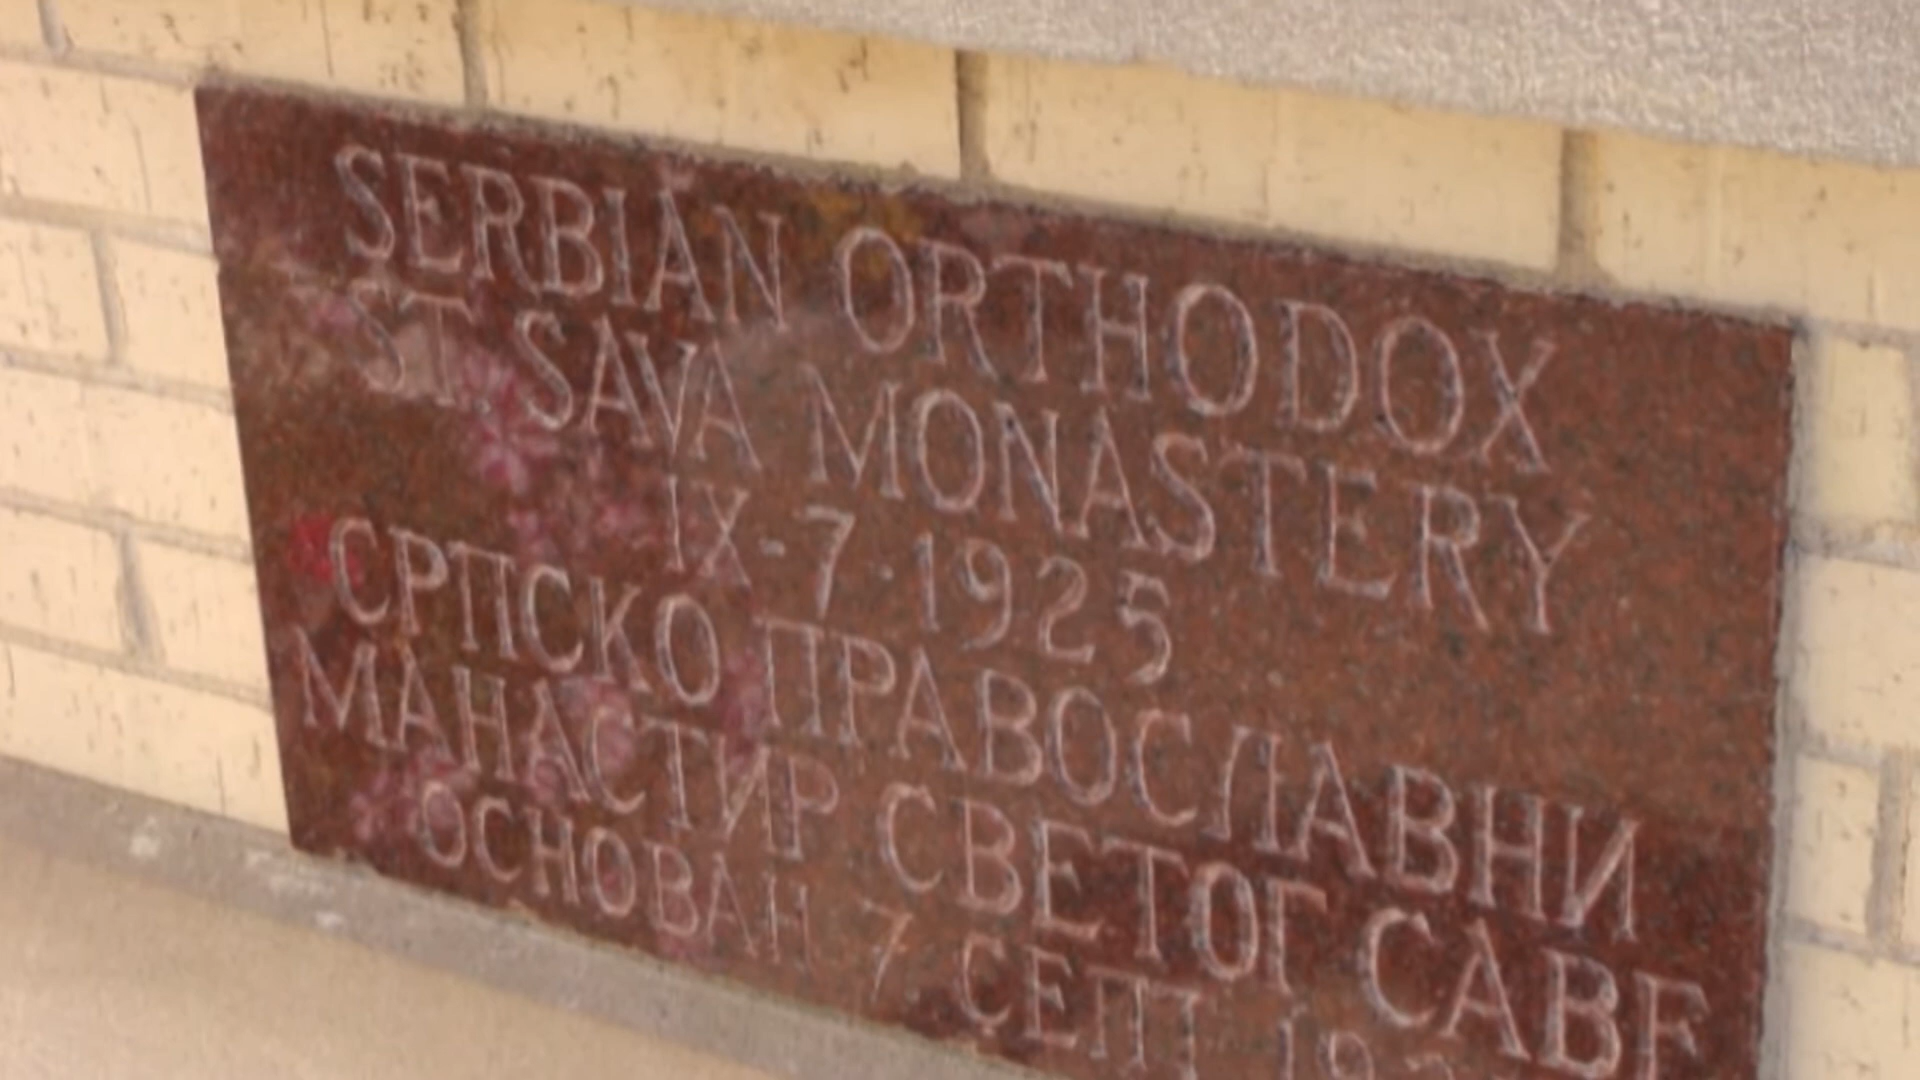 SERBIAN ORTHODOX
ST SAVA MONASTERY
IX-7-1925
СРПСКО ПРАВОСЛАВНИ
МАНАСТИР СВЕТОГ САВЕ
ОСНОВАН 7 СЕПТ